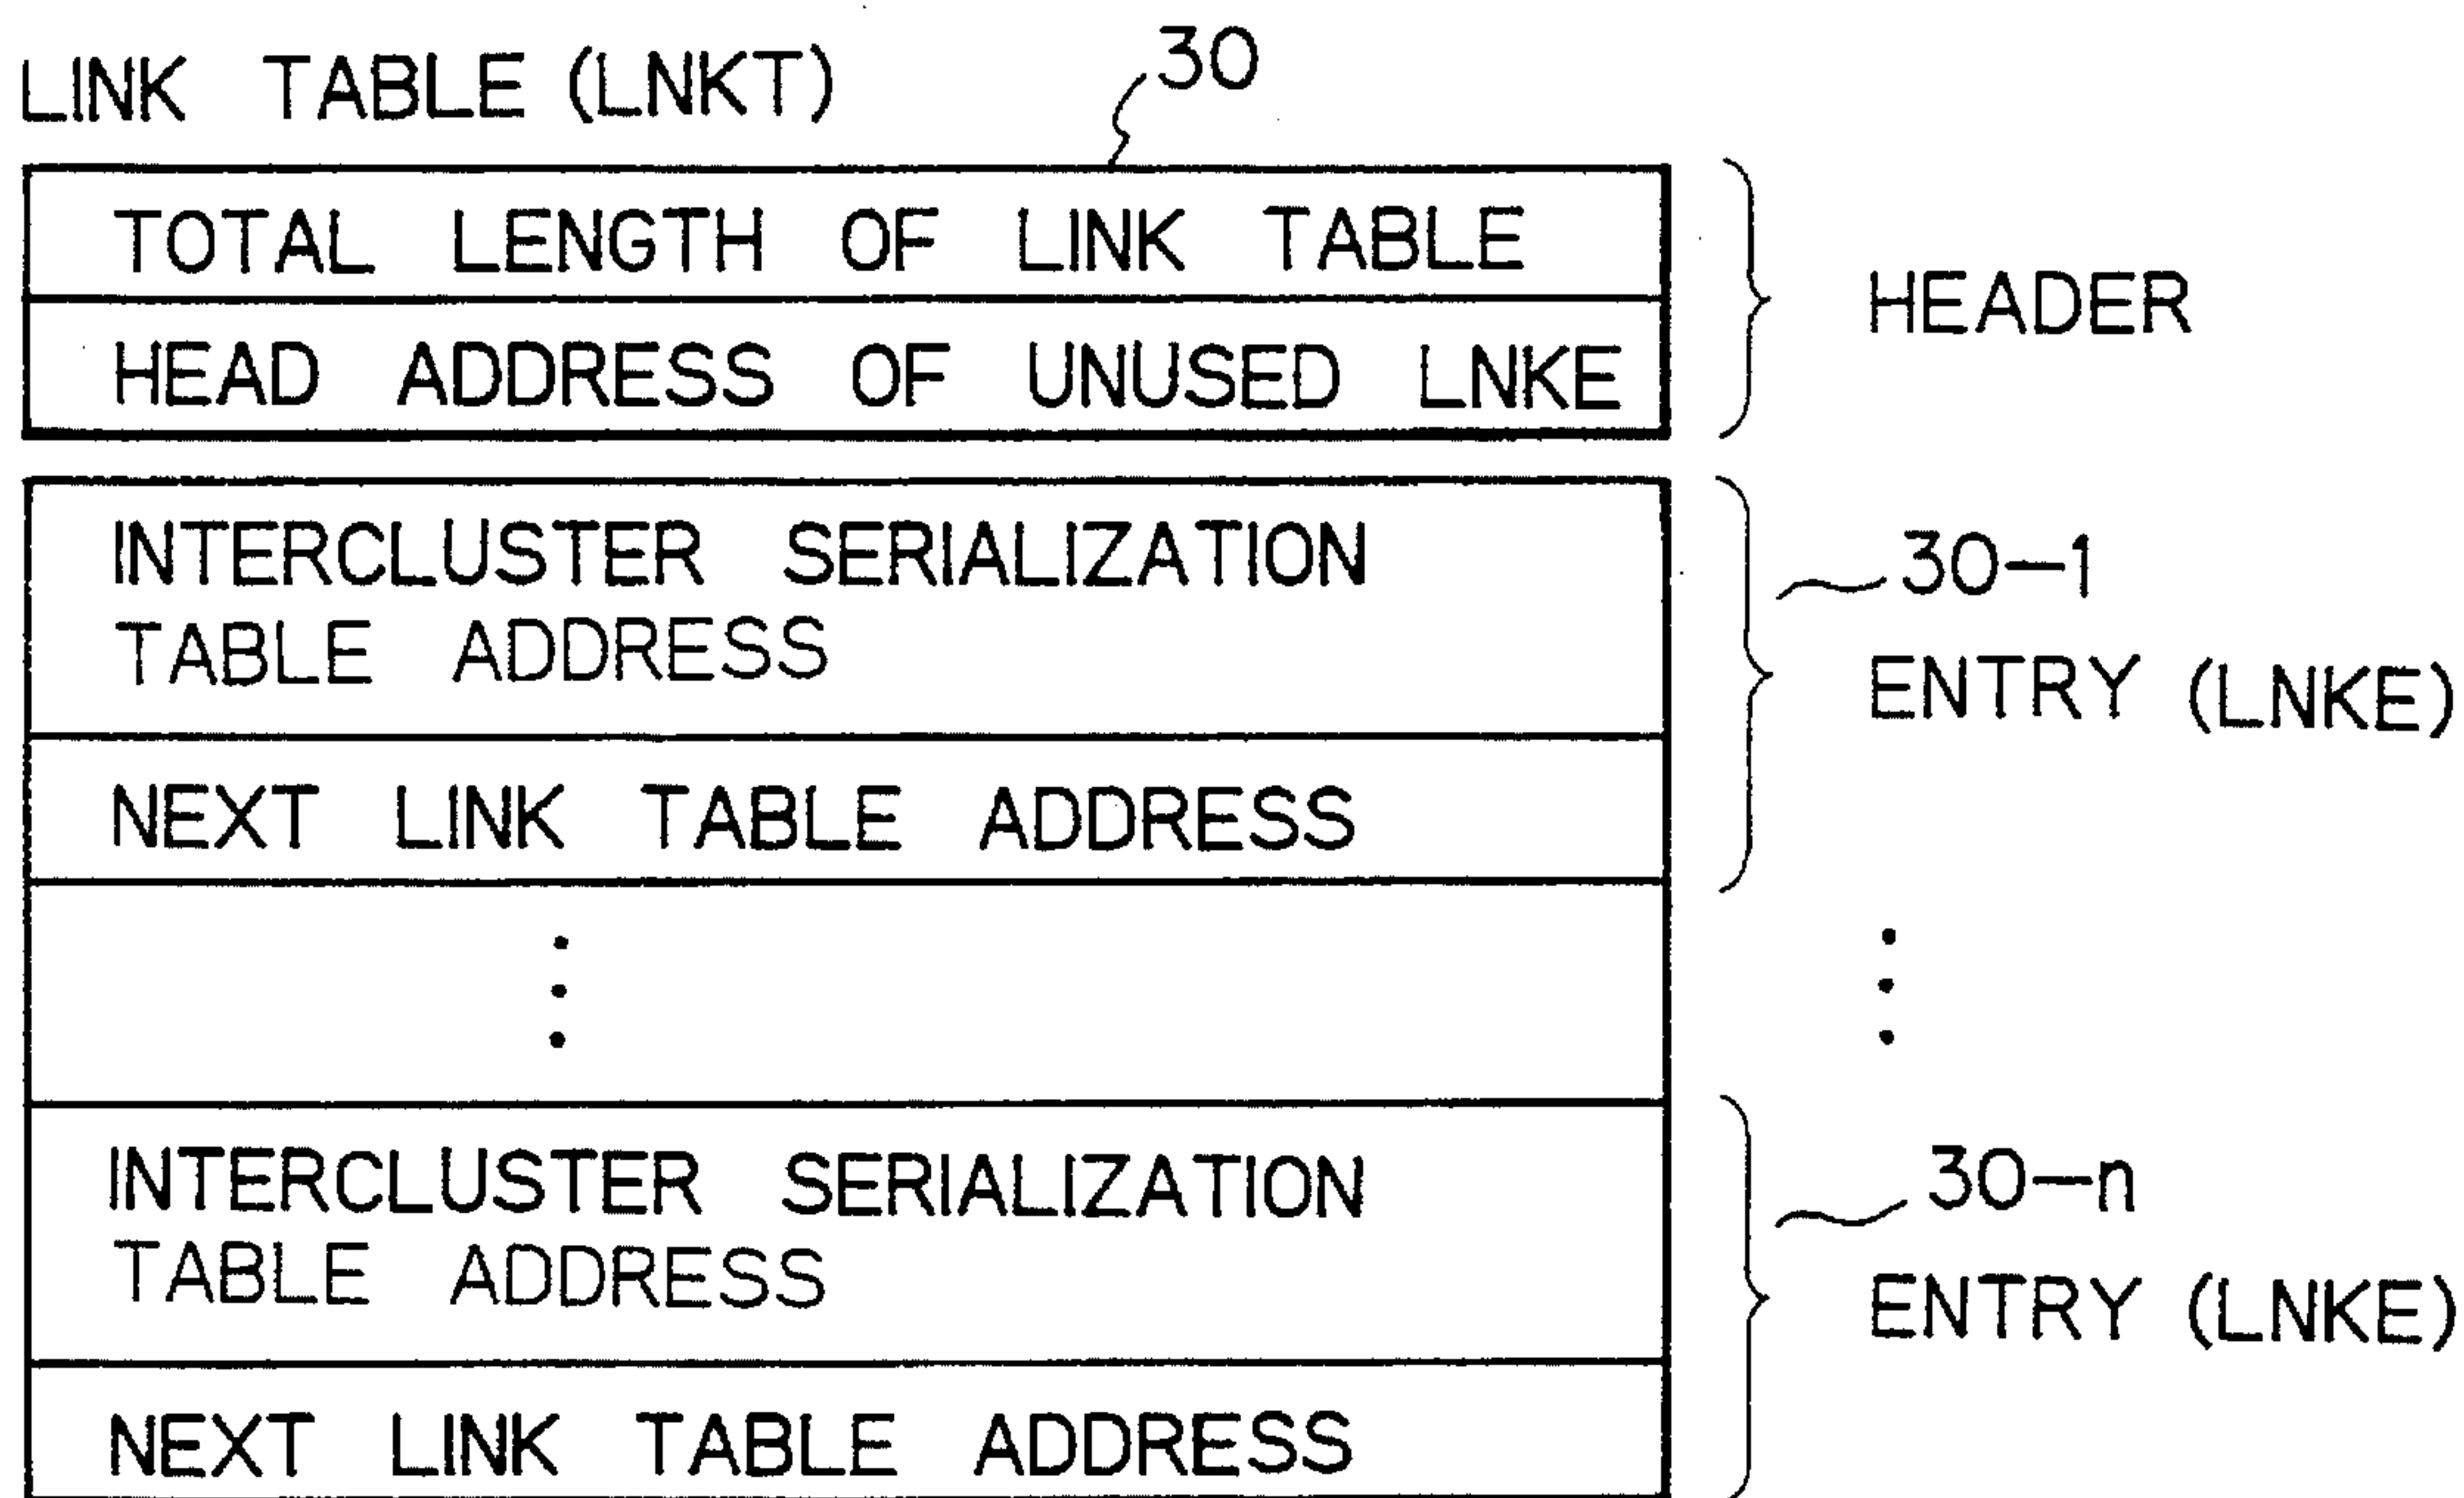 LINK TABLE (LNKT)
30
TOTAL LENGTH OF LINK TABLE
HEAD ADDRESS OF UNUSED LNKE
HEADER
INTERCLUSTER SERIALIZATION
TABLE ADDRESS
NEXT LINK TABLE ADDRESS
30-1
ENTRY (LNKE)
INTERCLUSTER SERIALIZATION
TABLE ADDRESS
NEXT LINK TABLE ADDRESS
30-n
ENTRY (LNKE)